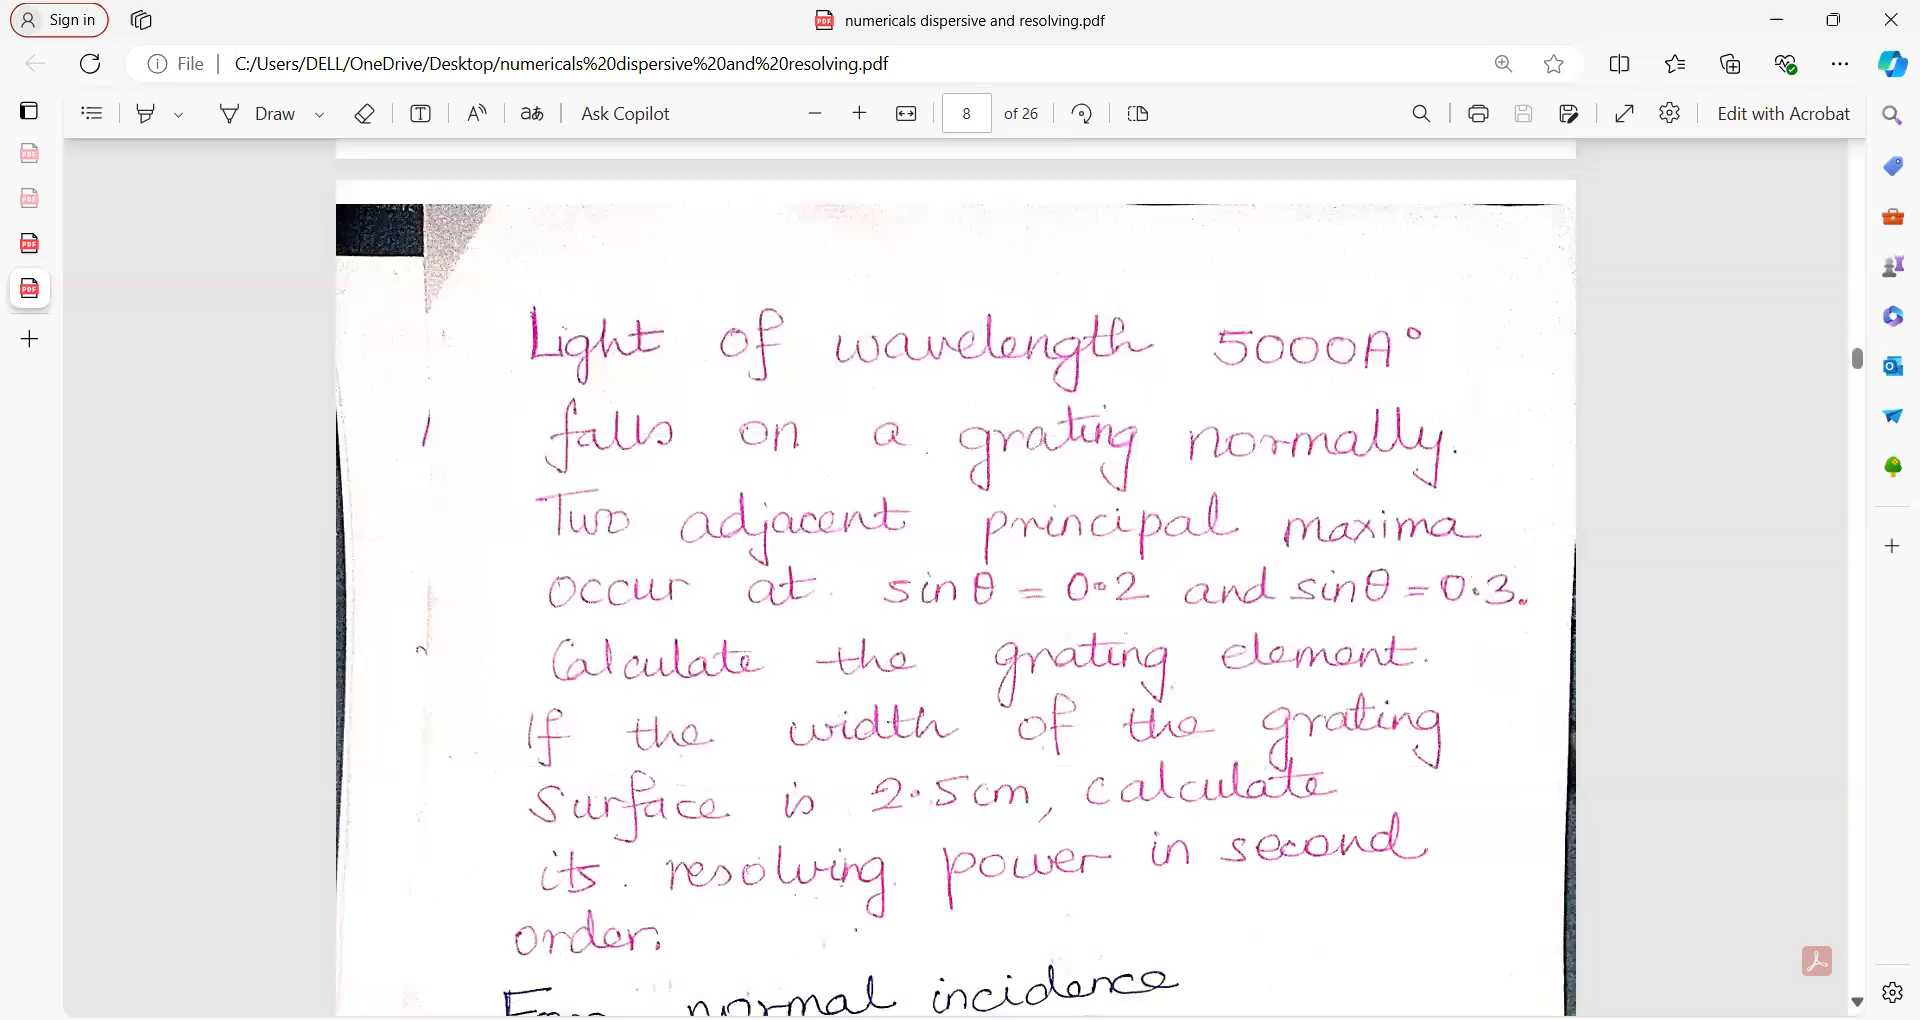 Sign in
numericals dispersive and resolving.pdf
File
C:/Users/DELL/OneDrive/Desktop/numericals%20dispersive%20and%20resolving.pdf
Draw
Ask Copilot
8 of 26
Edit with Acrobat
Light of wavelength 5000A°
falls on a grating normally.
Two adjacent principal maxima
occur at sinθ = 0.2 and sinθ = 0.3.
Calculate the grating element.
If the width of the grating
surface is 2.5cm, calculate
its resolving power in second
order.
For normal incidence